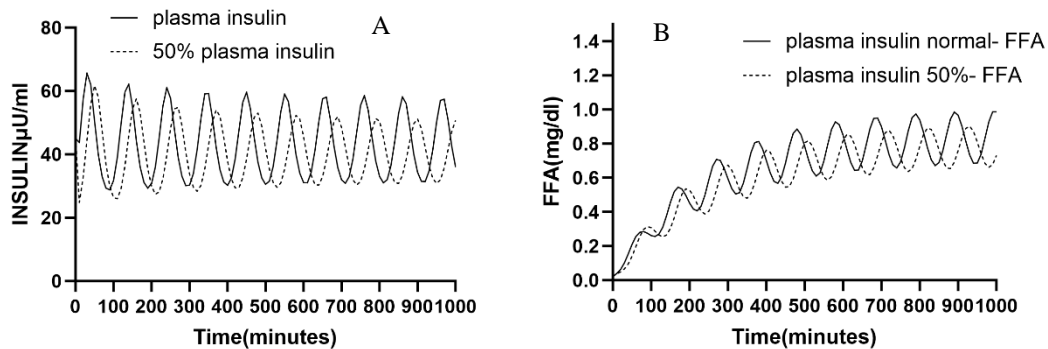 A
plasma insulin
50% plasma insulin
INSULINµU/ml
80
60
40
20
0
0 100 200 300 400 500 600 700 800 9001000
Time(minutes)
B
plasma insulin normal- FFA
plasma insulin 50%- FFA
FFA(mg/dl)
1.4
1.2
1.0
0.8
0.6
0.4
0.2
0.0
0 100 200 300 400 500 600 700 800 9001000
Time(minutes)